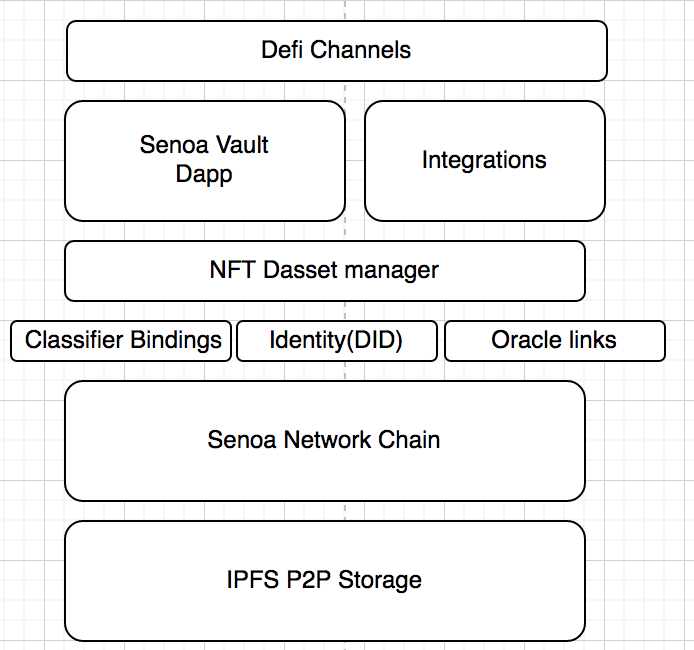 Defi Channels
Senoa Vault
Dapp
Integrations
NFT Dasset manager
Classifier Bindings
Identity(DID)
Oracle links
Senoa Network Chain
IPFS P2P Storage